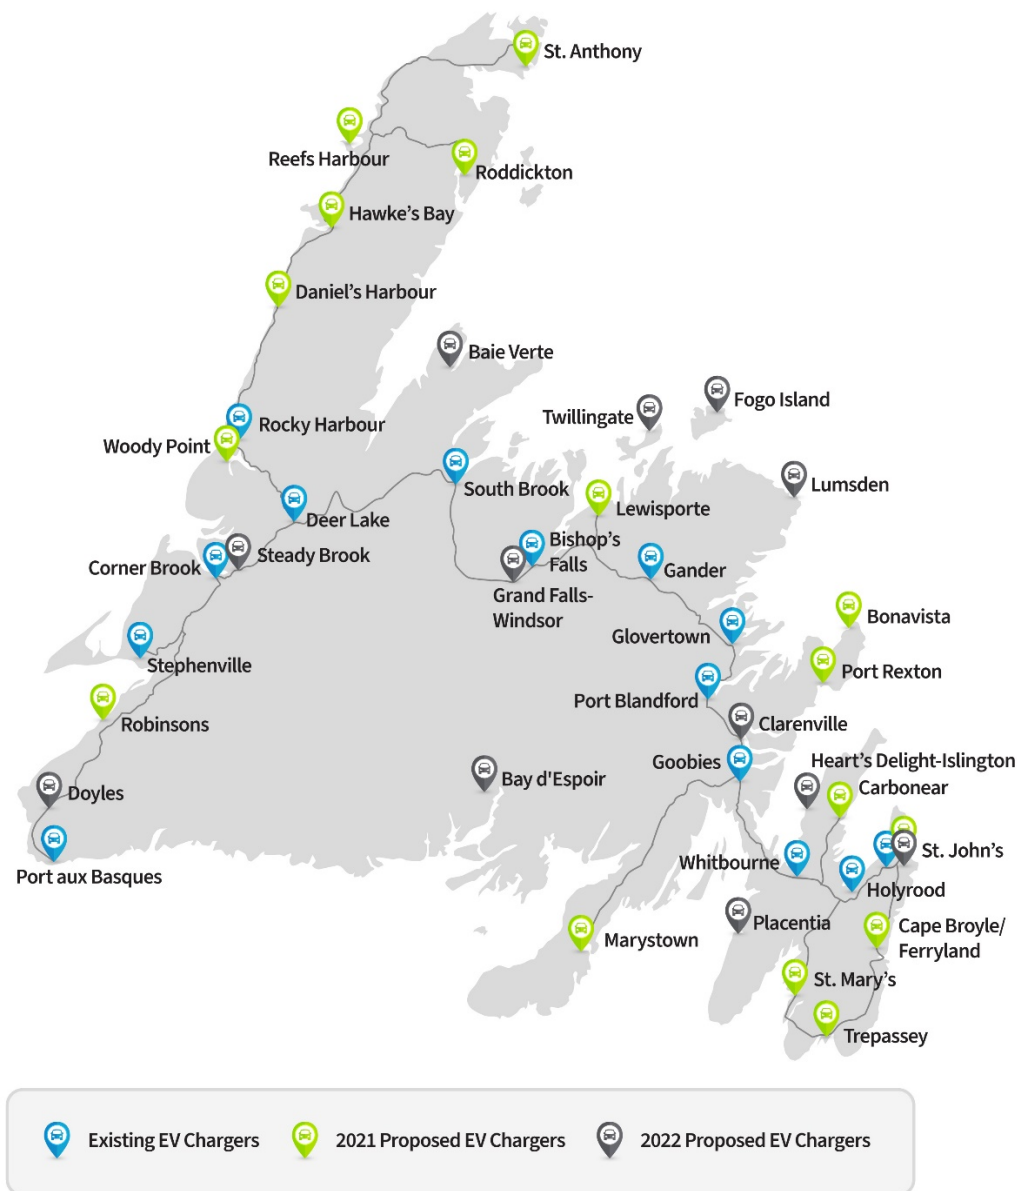 St. Anthony
Reefs Harbour
Roddickton
Hawke's Bay
Daniel's Harbour
Baie Verte
Fogo Island
Twillingate
Rocky Harbour
Woody Point
South Brook
Lumsden
Lewisporte
Deer Lake
Bishop's
Falls
Steady Brook
Corner Brook
Gander
Grand Falls-
Windsor
Bonavista
Glovertown
Stephenville
Port Rexton
Port Blandford
Robinsons
Clarenville
Goobies
Heart's Delight-Islington
Bay d'Espoir
Carbonear
Doyles
St. John's
Whitbourne
Port aux Basques
Holyrood
Placentia
Cape Broyle/
Ferryland
Marystown
St. Mary's
Trepassey
Existing EV Chargers
2021 Proposed EV Chargers
2022 Proposed EV Chargers